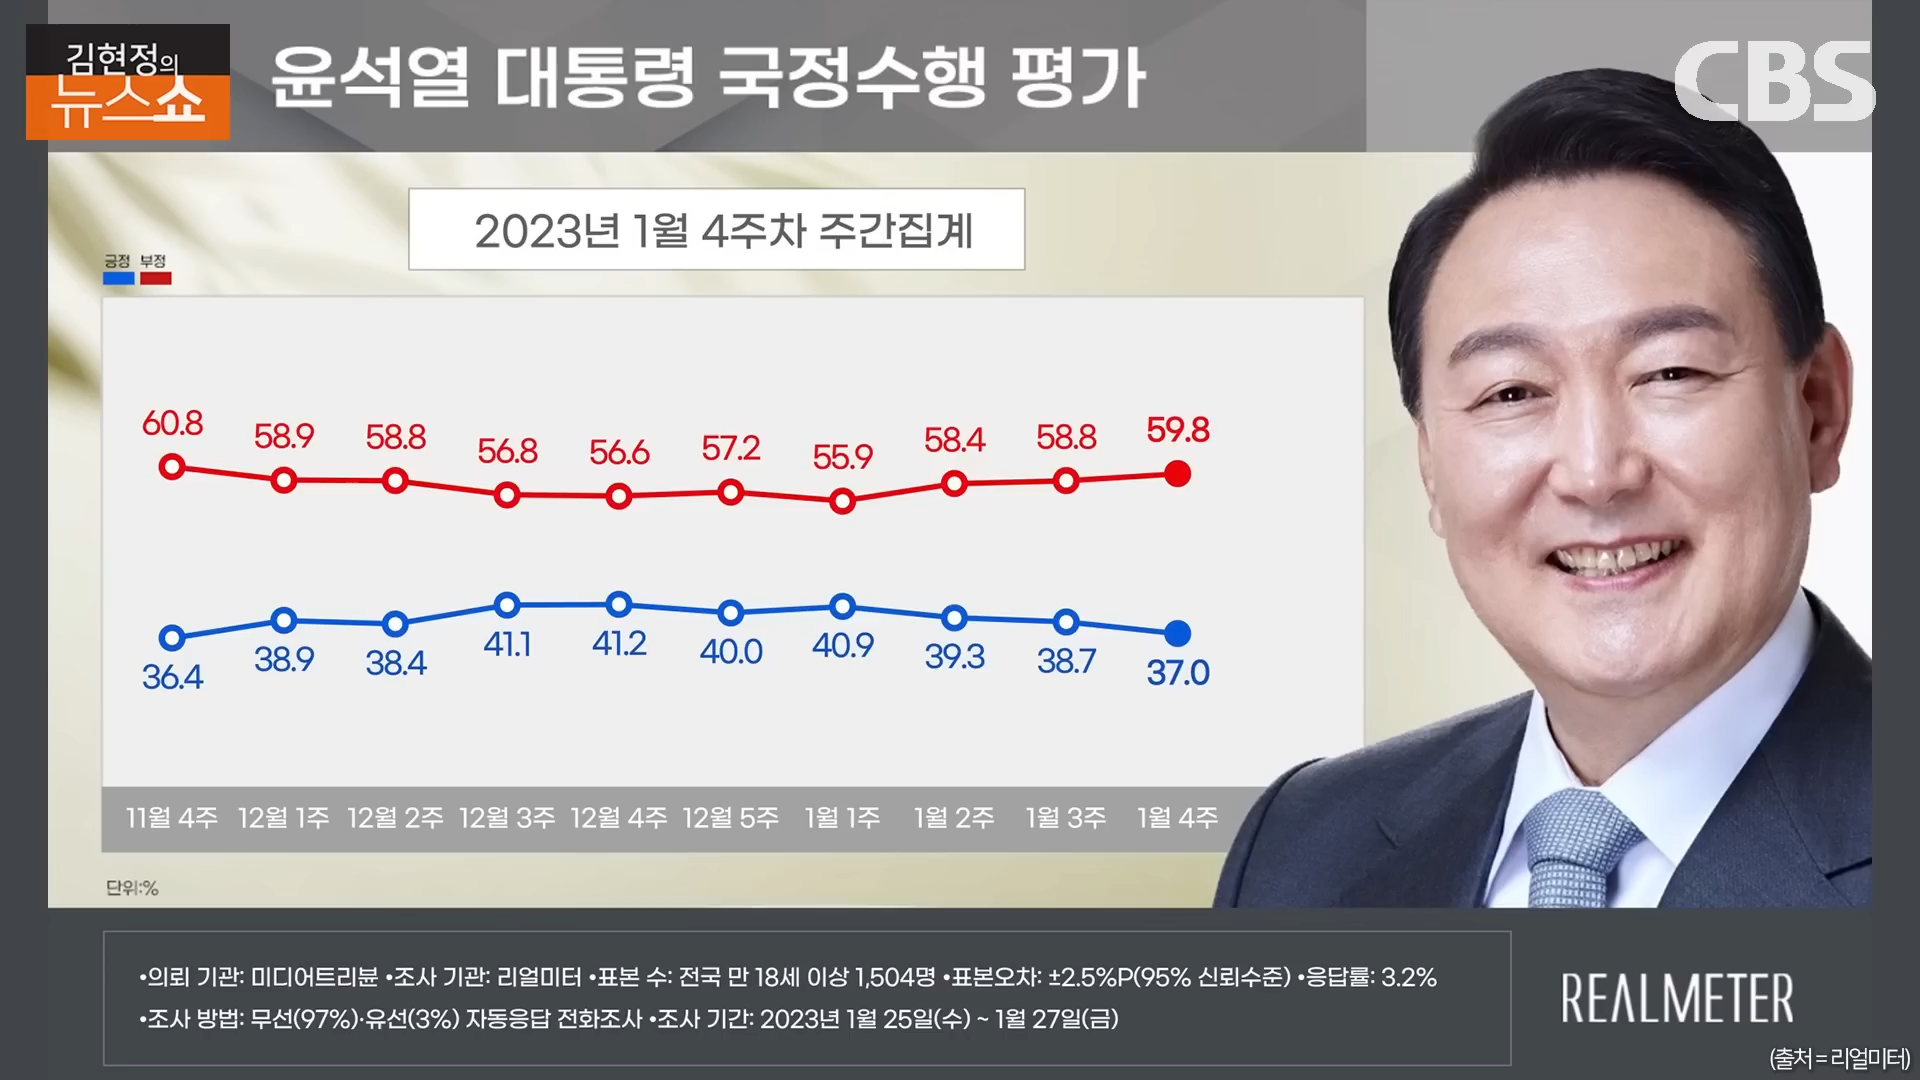 김현정의
뉴스쇼
윤석열 대통령 국정수행 평가
CBS
2023년 1월 4주차 주간집계
긍정 부정
60.8 58.9 58.8 56.8 56.6 57.2 55.9 58.4 58.8 59.8
36.4 38.9 38.4 41.1 41.2 40.0 40.9 39.3 38.7 37.0
11월 4주 12월 1주 12월 2주 12월 3주 12월 4주 12월 5주 1월 1주 1월 2주 1월 3주 1월 4주
단위:%
•의뢰 기관: 미디어트리뷴 •조사 기관: 리얼미터 •표본 수: 전국 만 18세 이상 1,504명 •표본오차: ±2.5%P(95% 신뢰수준) •응답률: 3.2%
•조사 방법: 무선(97%)·유선(3%) 자동응답 전화조사 •조사 기간: 2023년 1월 25일(수) ~ 1월 27일(금)
REALMETER
(출처 = 리얼미터)